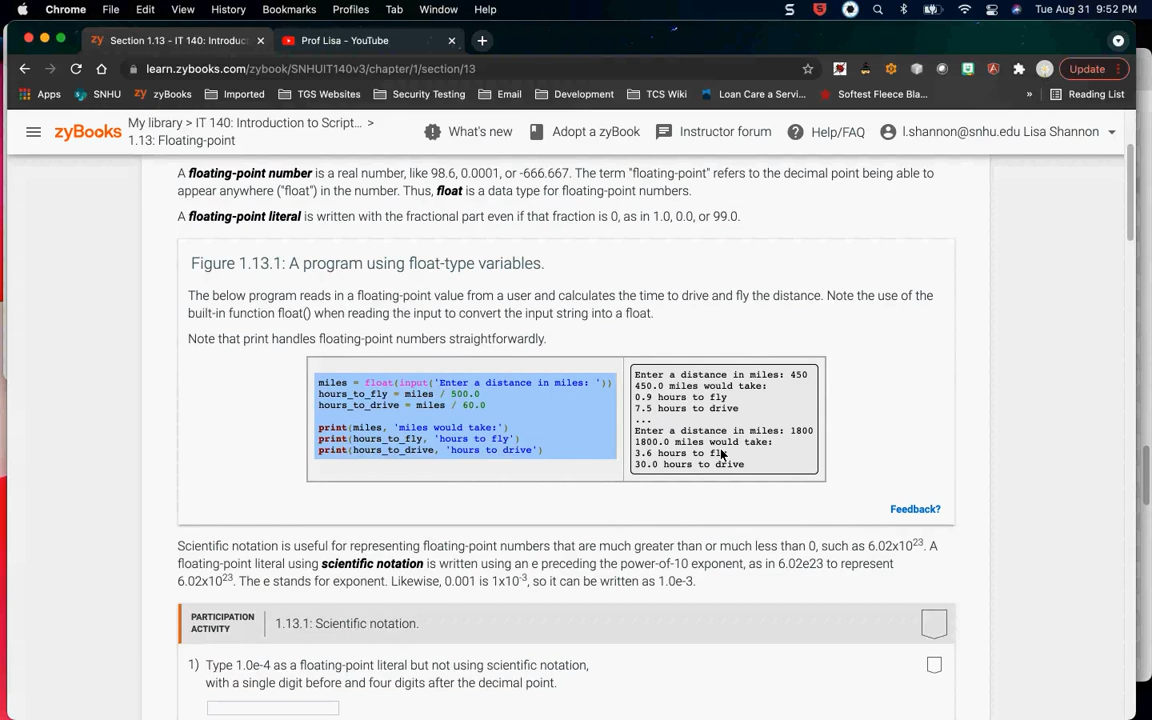 Chrome File Edit View History Bookmarks Profiles Tab Window Help Tue Aug 31 9:52 PM
zy Section 1.13 - IT 140: Introduc Prof Lisa - YouTube
learn.zybooks.com/zybook/SNHUIT140v3/chapter/1/section/13 Update
Apps SNHU zy zyBooks Imported TGS Websites Security Testing Email Development TCS Wiki Loan Care a Servi... Softest Fleece Bla... » Reading List
zyBooks
My library > IT 140: Introduction to Script... >
1.13: Floating-point
What's new Adopt a zyBook Instructor forum Help/FAQ l.shannon@snhu.edu Lisa Shannon
A floating-point number is a real number, like 98.6, 0.0001, or -666.667. The term "floating-point" refers to the decimal point being able to
appear anywhere ("float") in the number. Thus, float is a data type for floating-point numbers.
A floating-point literal is written with the fractional part even if that fraction is 0, as in 1.0, 0.0, or 99.0.
Figure 1.13.1: A program using float-type variables.
The below program reads in a floating-point value from a user and calculates the time to drive and fly the distance. Note the use of the
built-in function float() when reading the input to convert the input string into a float.
Note that print handles floating-point numbers straightforwardly.
miles = float(input('Enter a distance in miles: '))
hours_to_fly = miles / 500.0
hours_to_drive = miles / 60.0
print(miles, 'miles would take:')
print(hours_to_fly, 'hours to fly')
print(hours_to_drive, 'hours to drive')
Enter a distance in miles: 450
450.0 miles would take:
0.9 hours to fly
7.5 hours to drive
...
Enter a distance in miles: 1800
1800.0 miles would take:
3.6 hours to fly
30.0 hours to drive
Feedback?
Scientific notation is useful for representing floating-point numbers that are much greater than or much less than 0, such as 6.02x10²³. A
floating-point literal using scientific notation is written using an e preceding the power-of-10 exponent, as in 6.02e23 to represent
6.02x10²³. The e stands for exponent. Likewise, 0.001 is 1x10⁻³, so it can be written as 1.0e-3.
PARTICIPATION
ACTIVITY
1.13.1: Scientific notation.
1) Type 1.0e-4 as a floating-point literal but not using scientific notation,
with a single digit before and four digits after the decimal point.